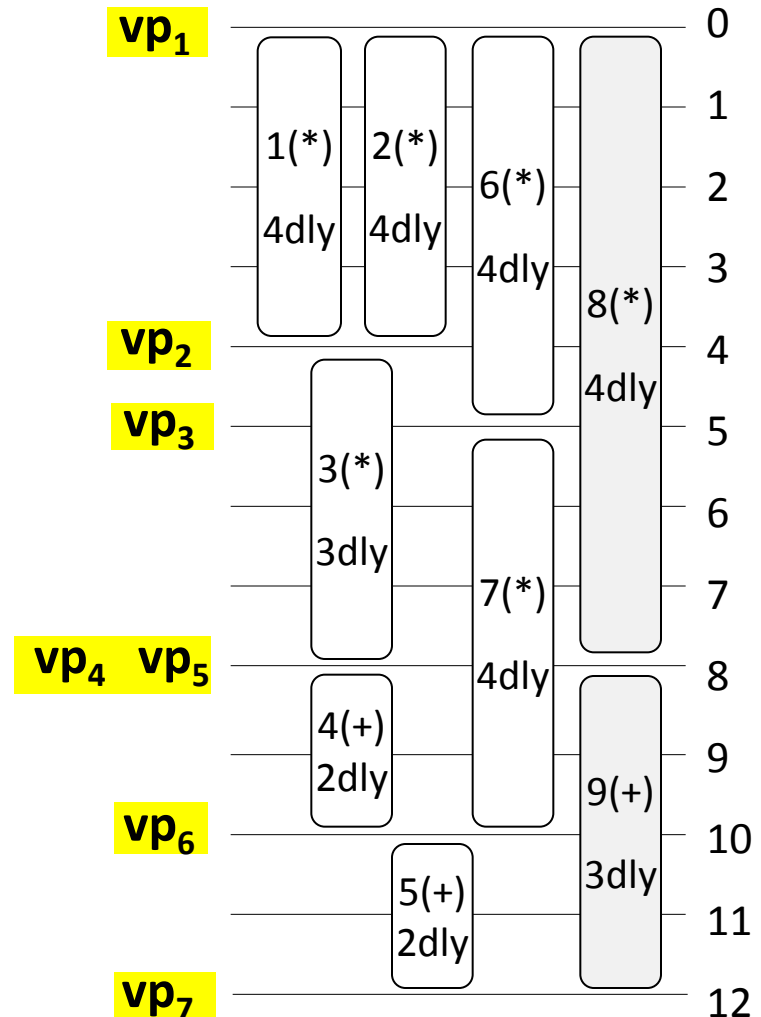 vp1 0
1
1(*) 2(*)
6(*) 2
4dly 4dly
4dly 3
8(*)
vp2 4
4dly
vp3 5
3(*)
6
3dly
7(*) 7
vp4 vp5 8
4dly
4(+)
9
2dly
9(+)
vp6 10
3dly
5(+)
11
2dly
vp7 12